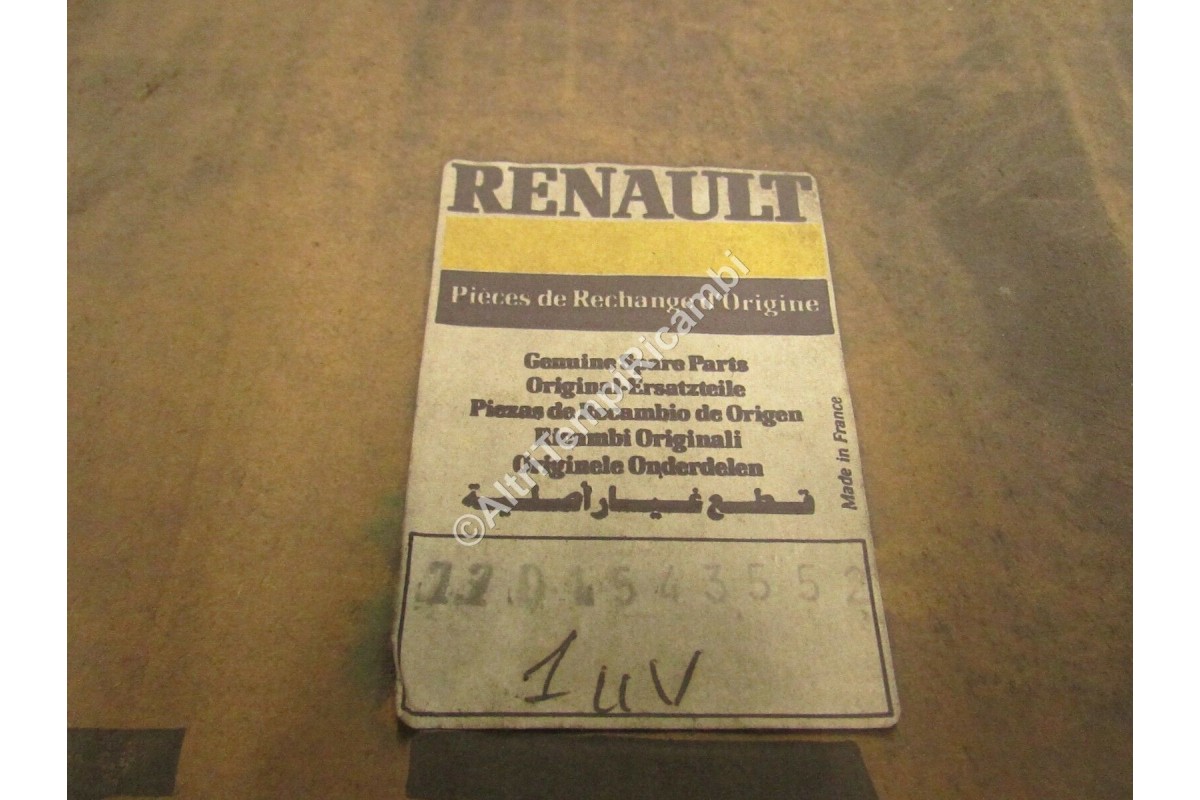 RENAULT
Pièces de Rechange d'Origine
Genuine Spare Parts
Original-Ersatzteile
Piezas de Recambio de Origen
Ricambi Originali
Originele Onderdelen
قطع غيار أصلية
Made in France
7701543552
1 UV
©AltriTempiRicambi